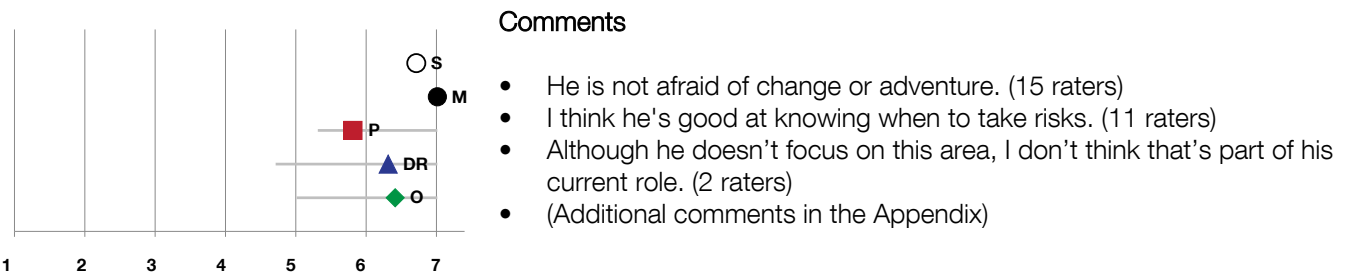 Comments
S
M
P
DR
O
1 2 3 4 5 6 7
• He is not afraid of change or adventure. (15 raters)
• I think he's good at knowing when to take risks. (11 raters)
• Although he doesn’t focus on this area, I don’t think that’s part of his
current role. (2 raters)
• (Additional comments in the Appendix)